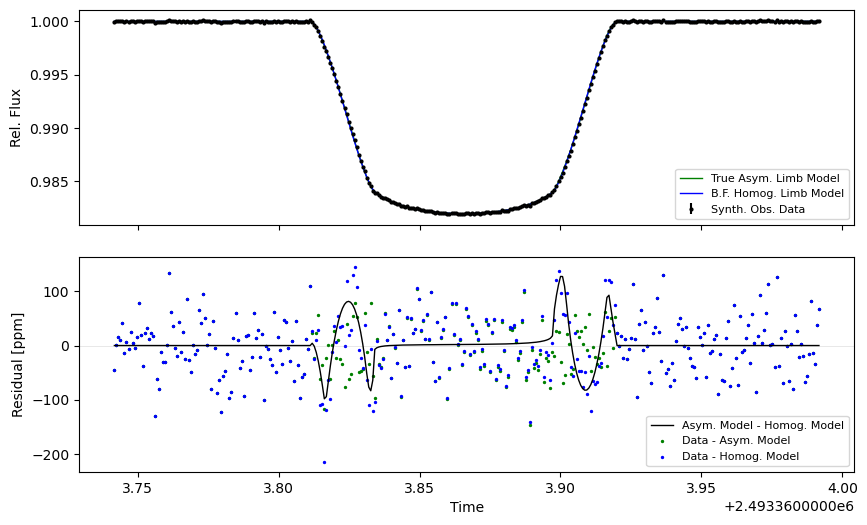 1.000
0.995
0.990
0.985
Rel. Flux
True Asym. Limb Model
B.F. Homog. Limb Model
Synth. Obs. Data
100
0
−100
−200
Residual [ppm]
Asym. Model - Homog. Model
Data - Asym. Model
Data - Homog. Model
3.75
3.80
3.85
3.90
3.95
4.00
Time
+2.4933600000e6